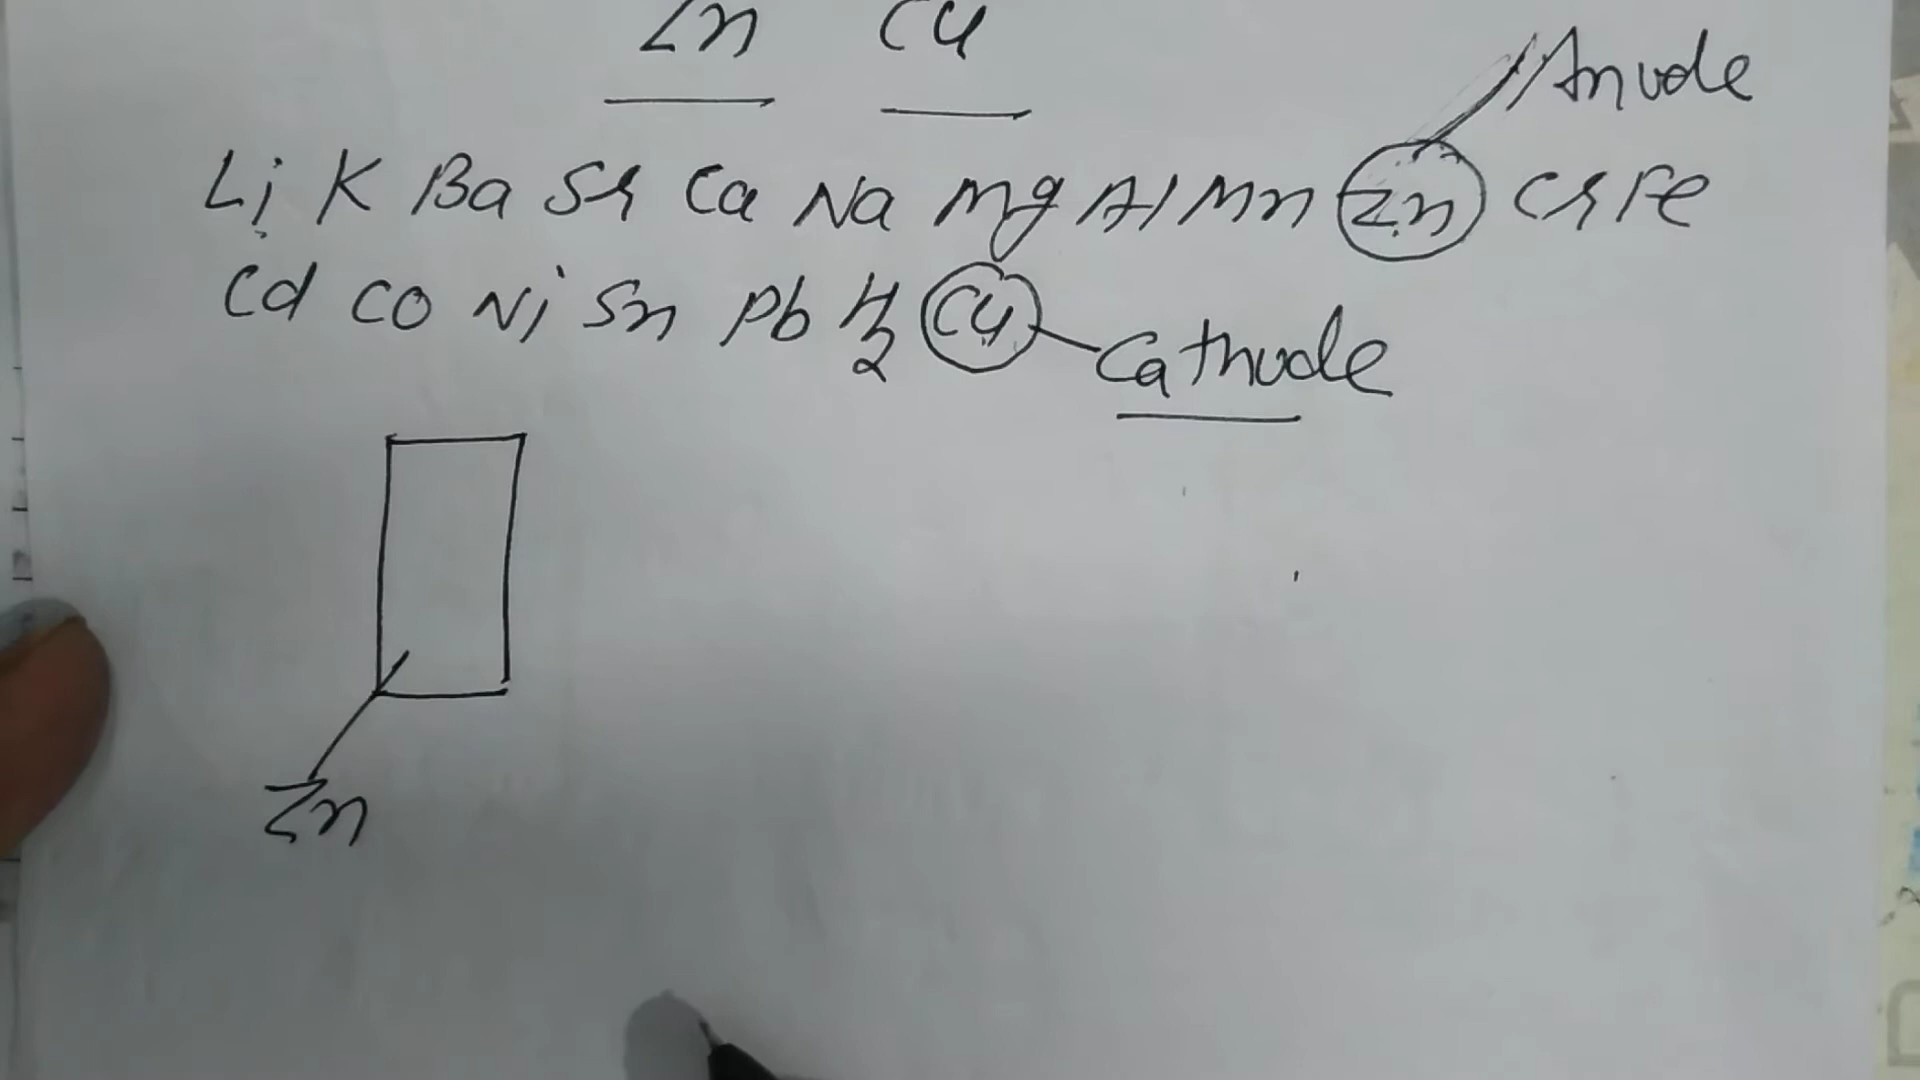 Zn Cu
Anode
Li K Ba Sr Ca Na Mg Al Mn Zn Cr Fe
Cd Co Ni Sn Pb H2 Cu Cathode
Zn